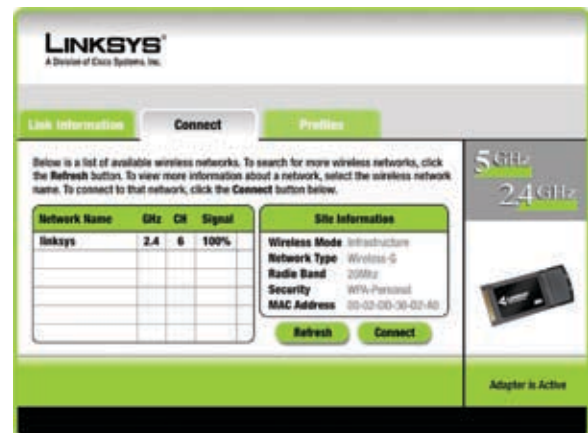 LINKSYS®
A Division of Cisco Systems, Inc.
Link Information Connect Profiles
Below is a list of available wireless networks. To search for more wireless networks, click
the Refresh button. To view more information about a network, select the wireless network
name. To connect to that network, click the Connect button below.
5 GHz
2.4 GHz
Network Name GHz CH Signal
linksys 2.4 6 100%
Site Information
Wireless Mode Infrastructure
Network Type Wireless-G
Radio Band 20Mhz
Security WPA-Personal
MAC Address
Refresh Connect
Adapter is Active